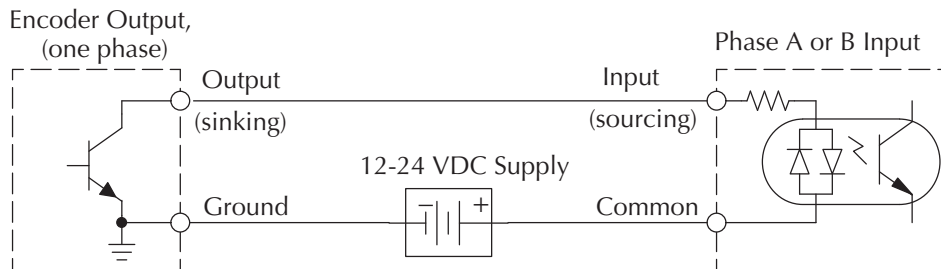 Encoder Output,
(one phase)
Phase A or B Input
Output
Input
(sinking)
(sourcing)
12-24 VDC Supply
Ground
– +
Common